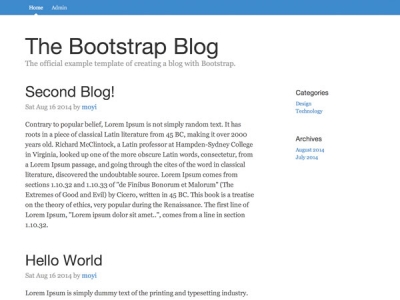 Home Admin
The Bootstrap Blog
The official example template of creating a blog with Bootstrap.
Second Blog!
Sat Aug 16 2014 by moyi
Contrary to popular belief, Lorem Ipsum is not simply random text. It has
roots in a piece of classical Latin literature from 45 BC, making it over 2000
years old. Richard McClintock, a Latin professor at Hampden-Sydney College
in Virginia, looked up one of the more obscure Latin words, consectetur, from
a Lorem Ipsum passage, and going through the cites of the word in classical
literature, discovered the undoubtable source. Lorem Ipsum comes from
sections 1.10.32 and 1.10.33 of "de Finibus Bonorum et Malorum" (The
Extremes of Good and Evil) by Cicero, written in 45 BC. This book is a treatise
on the theory of ethics, very popular during the Renaissance. The first line of
Lorem Ipsum, "Lorem ipsum dolor sit amet..", comes from a line in section
1.10.32.
Hello World
Sat Aug 16 2014 by moyi
Lorem Ipsum is simply dummy text of the printing and typesetting industry.
Categories
Design
Technology
Archives
August 2014
July 2014